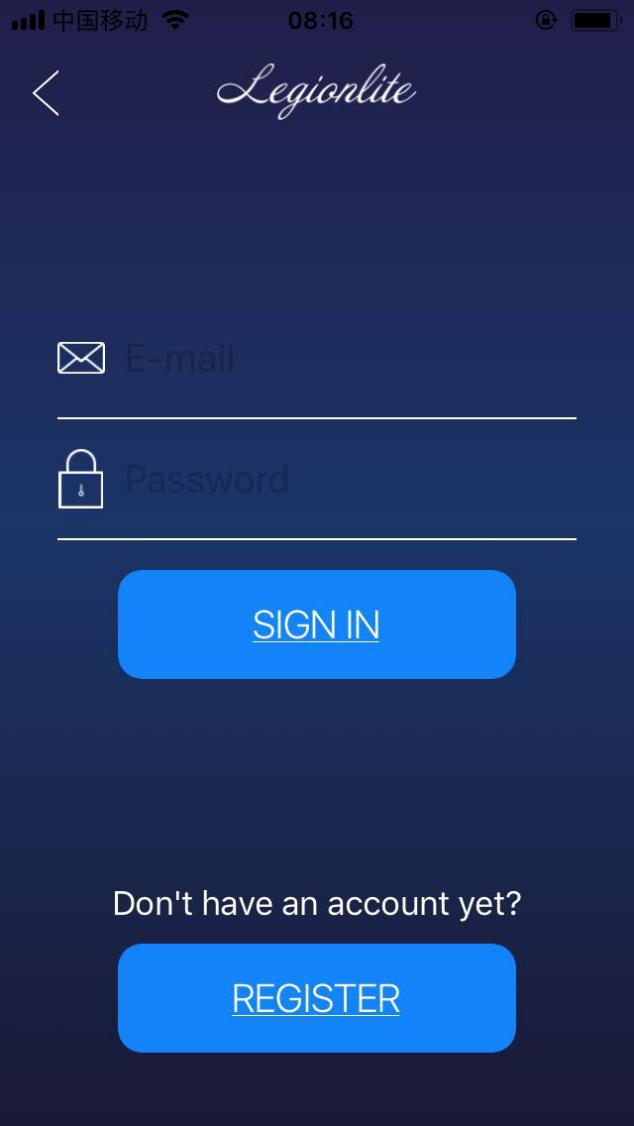 中国移动 08:16
Legionlite
E-mail
Password
SIGN IN
Don't have an account yet?
REGISTER